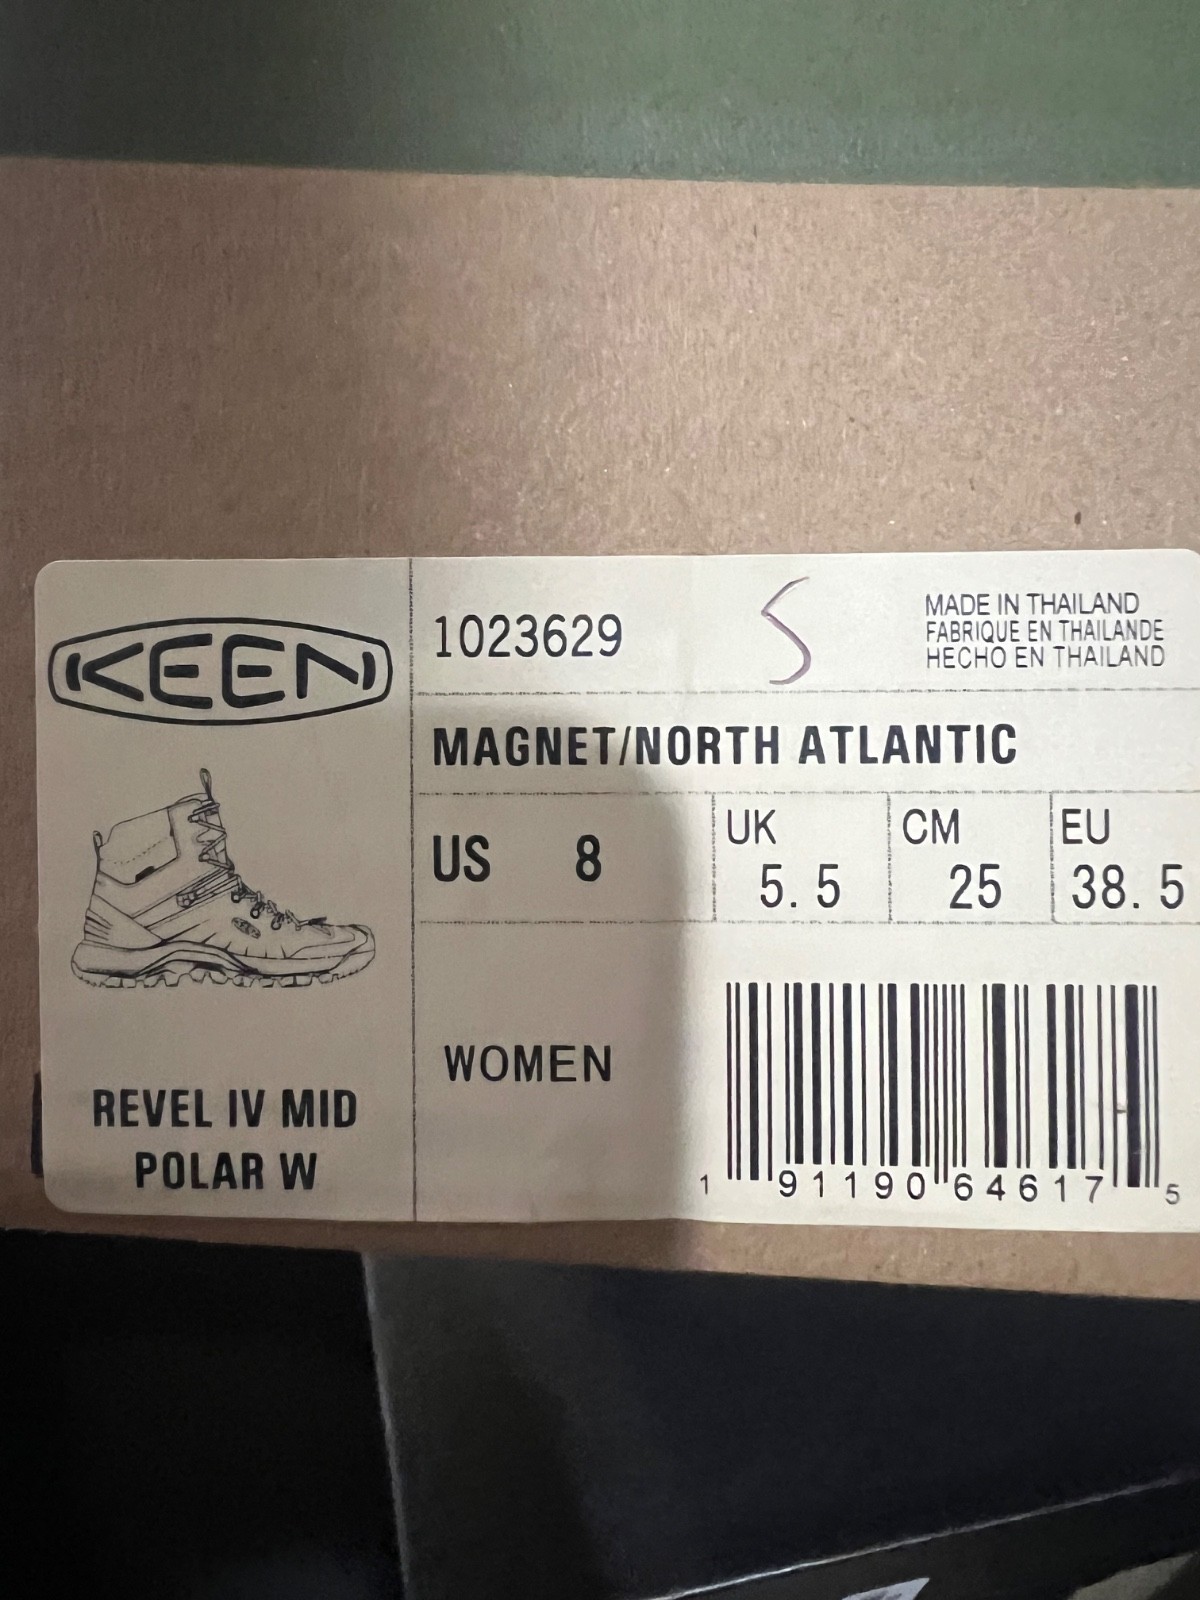 KEEN
1023629
S
MADE IN THAILAND
FABRIQUE EN THAILANDE
HECHO EN THAILAND
MAGNET/NORTH ATLANTIC
US 8
UK 5.5
CM 25
EU 38.5
WOMEN
REVEL IV MID
POLAR W
1 91190 64617 5